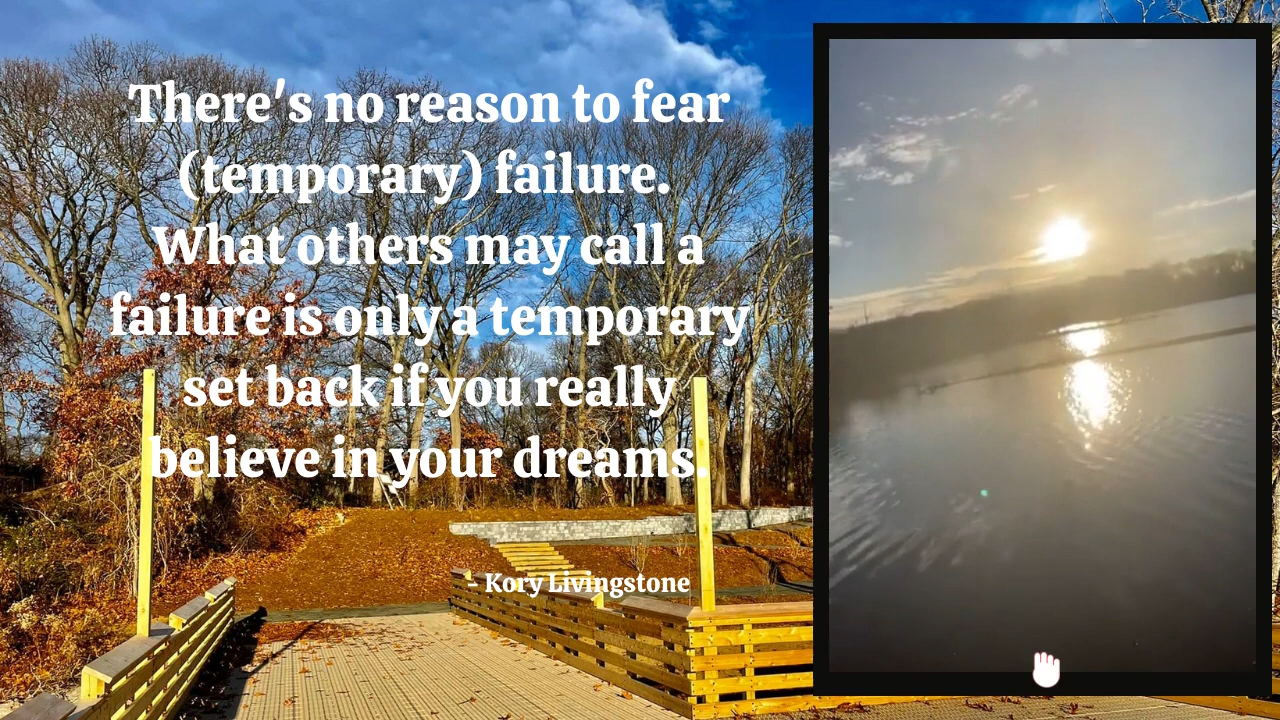 There's no reason to fear
(temporary) failure.
What others may call a
failure is only a temporary
set back if you really
believe in your dreams.
- Kory Livingstone